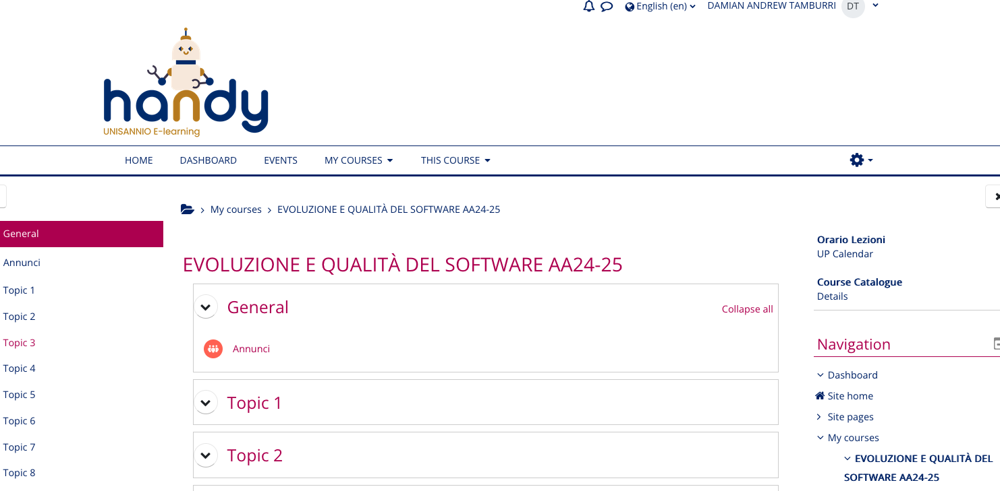 English (en)
DAMIAN ANDREW TAMBURRI
DT
handy
UNISANNIO E-learning
HOME
DASHBOARD
EVENTS
MY COURSES
THIS COURSE
My courses
EVOLUZIONE E QUALITÀ DEL SOFTWARE AA24-25
General
Annunci
Topic 1
Topic 2
Topic 3
Topic 4
Topic 5
Topic 6
Topic 7
Topic 8
EVOLUZIONE E QUALITÀ DEL SOFTWARE AA24-25
General
Collapse all
Annunci
Topic 1
Topic 2
Orario Lezioni
UP Calendar
Course Catalogue
Details
Navigation
Dashboard
Site home
Site pages
My courses
EVOLUZIONE E QUALITÀ DEL
SOFTWARE AA24-25